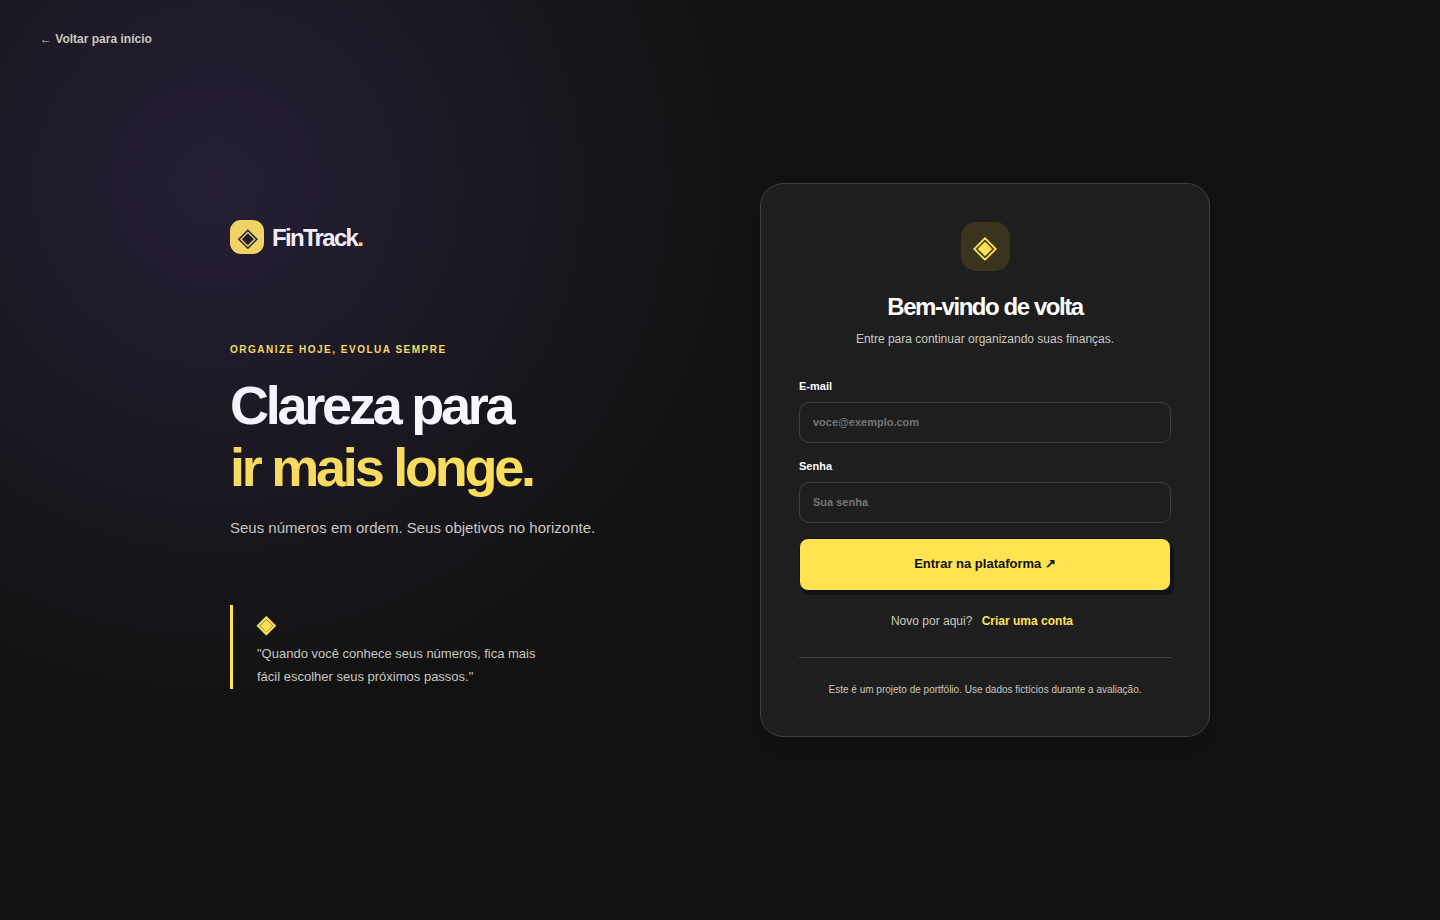 ← Voltar para início
FinTrack.
ORGANIZE HOJE, EVOLUA SEMPRE
Clareza para
ir mais longe.
Seus números em ordem. Seus objetivos no horizonte.
"Quando você conhece seus números, fica mais
fácil escolher seus próximos passos."
Bem-vindo de volta
Entre para continuar organizando suas finanças.
E-mail
voce@exemplo.com
Senha
Sua senha
Entrar na plataforma ↗
Novo por aqui? Criar uma conta
Este é um projeto de portfólio. Use dados fictícios durante a avaliação.